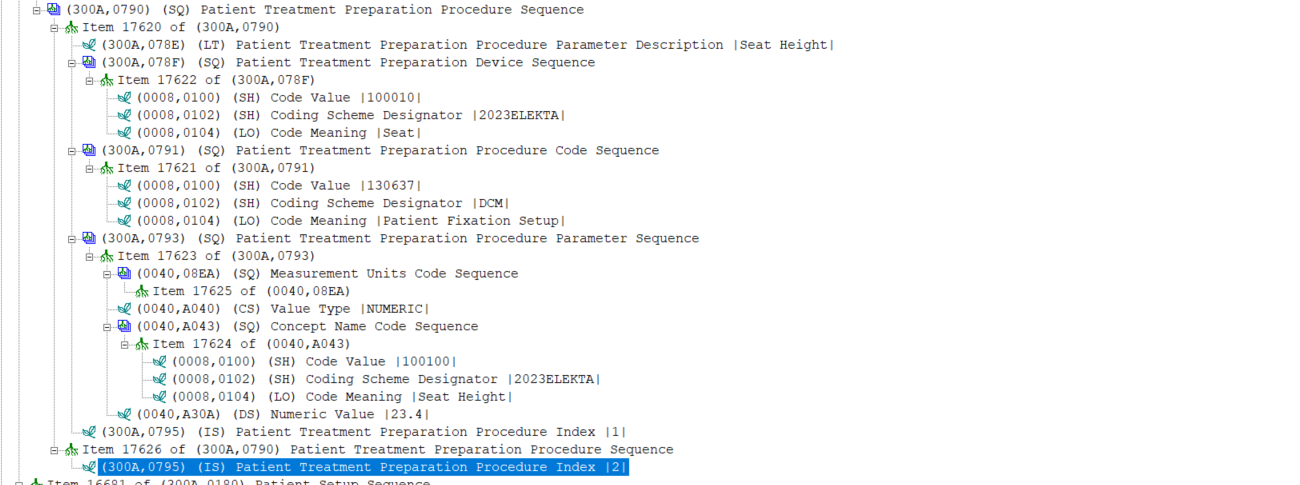 (300A,0790) (SQ) Patient Treatment Preparation Procedure Sequence
Item 17620 of (300A,0790)
(300A,078E) (LT) Patient Treatment Preparation Procedure Parameter Description |Seat Height|
(300A,078F) (SQ) Patient Treatment Preparation Device Sequence
Item 17622 of (300A,078F)
(0008,0100) (SH) Code Value |100010|
(0008,0102) (SH) Coding Scheme Designator |2023ELEKTA|
(0008,0104) (LO) Code Meaning |Seat|
(300A,0791) (SQ) Patient Treatment Preparation Procedure Code Sequence
Item 17621 of (300A,0791)
(0008,0100) (SH) Code Value |130637|
(0008,0102) (SH) Coding Scheme Designator |DCM|
(0008,0104) (LO) Code Meaning |Patient Fixation Setup|
(300A,0793) (SQ) Patient Treatment Preparation Procedure Parameter Sequence
Item 17623 of (300A,0793)
(0040,08EA) (SQ) Measurement Units Code Sequence
Item 17625 of (0040,08EA)
(0040,A040) (CS) Value Type |NUMERIC|
(0040,A043) (SQ) Concept Name Code Sequence
Item 17624 of (0040,A043)
(0008,0100) (SH) Code Value |100100|
(0008,0102) (SH) Coding Scheme Designator |2023ELEKTA|
(0008,0104) (LO) Code Meaning |Seat Height|
(0040,A30A) (DS) Numeric Value |23.4|
(300A,0795) (IS) Patient Treatment Preparation Procedure Index |1|
Item 17626 of (300A,0790) Patient Treatment Preparation Procedure Sequence
(300A,0795) (IS) Patient Treatment Preparation Procedure Index |2|
Item 16681 of (300A,0180) Patient Setup Sequence